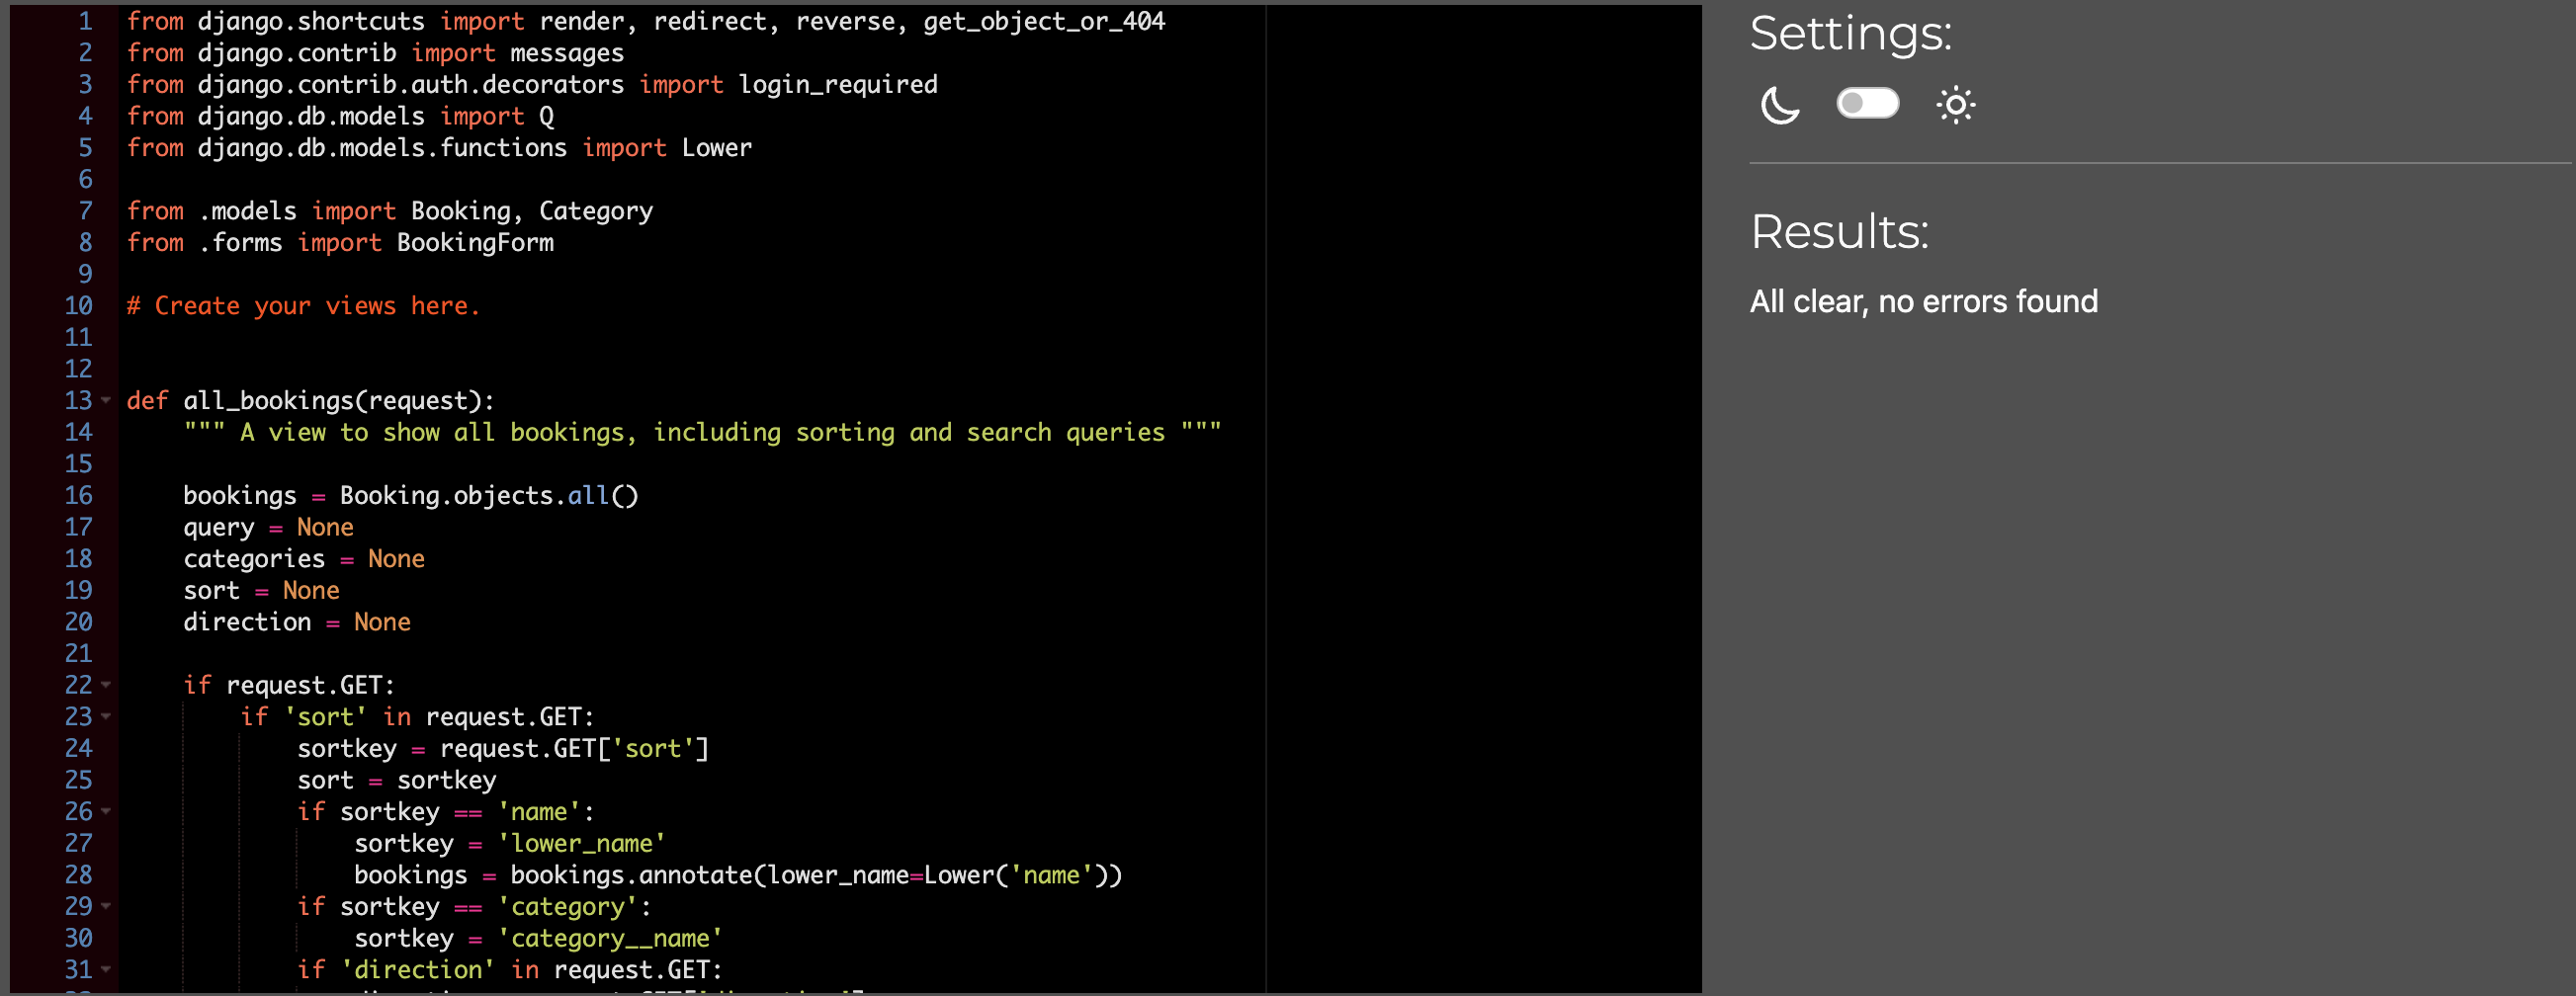 1 from django.shortcuts import render, redirect, reverse, get_object_or_404
2 from django.contrib import messages
3 from django.contrib.auth.decorators import login_required
4 from django.db.models import Q
5 from django.db.models.functions import Lower
6
7 from .models import Booking, Category
8 from .forms import BookingForm
9
10 # Create your views here.
11
12
13 def all_bookings(request):
14     """ A view to show all bookings, including sorting and search queries """
15
16     bookings = Booking.objects.all()
17     query = None
18     categories = None
19     sort = None
20     direction = None
21
22     if request.GET:
23         if 'sort' in request.GET:
24             sortkey = request.GET['sort']
25             sort = sortkey
26             if sortkey == 'name':
27                 sortkey = 'lower_name'
28                 bookings = bookings.annotate(lower_name=Lower('name'))
29             if sortkey == 'category':
30                 sortkey = 'category__name'
31             if 'direction' in request.GET:
Settings:
Results:
All clear, no errors found